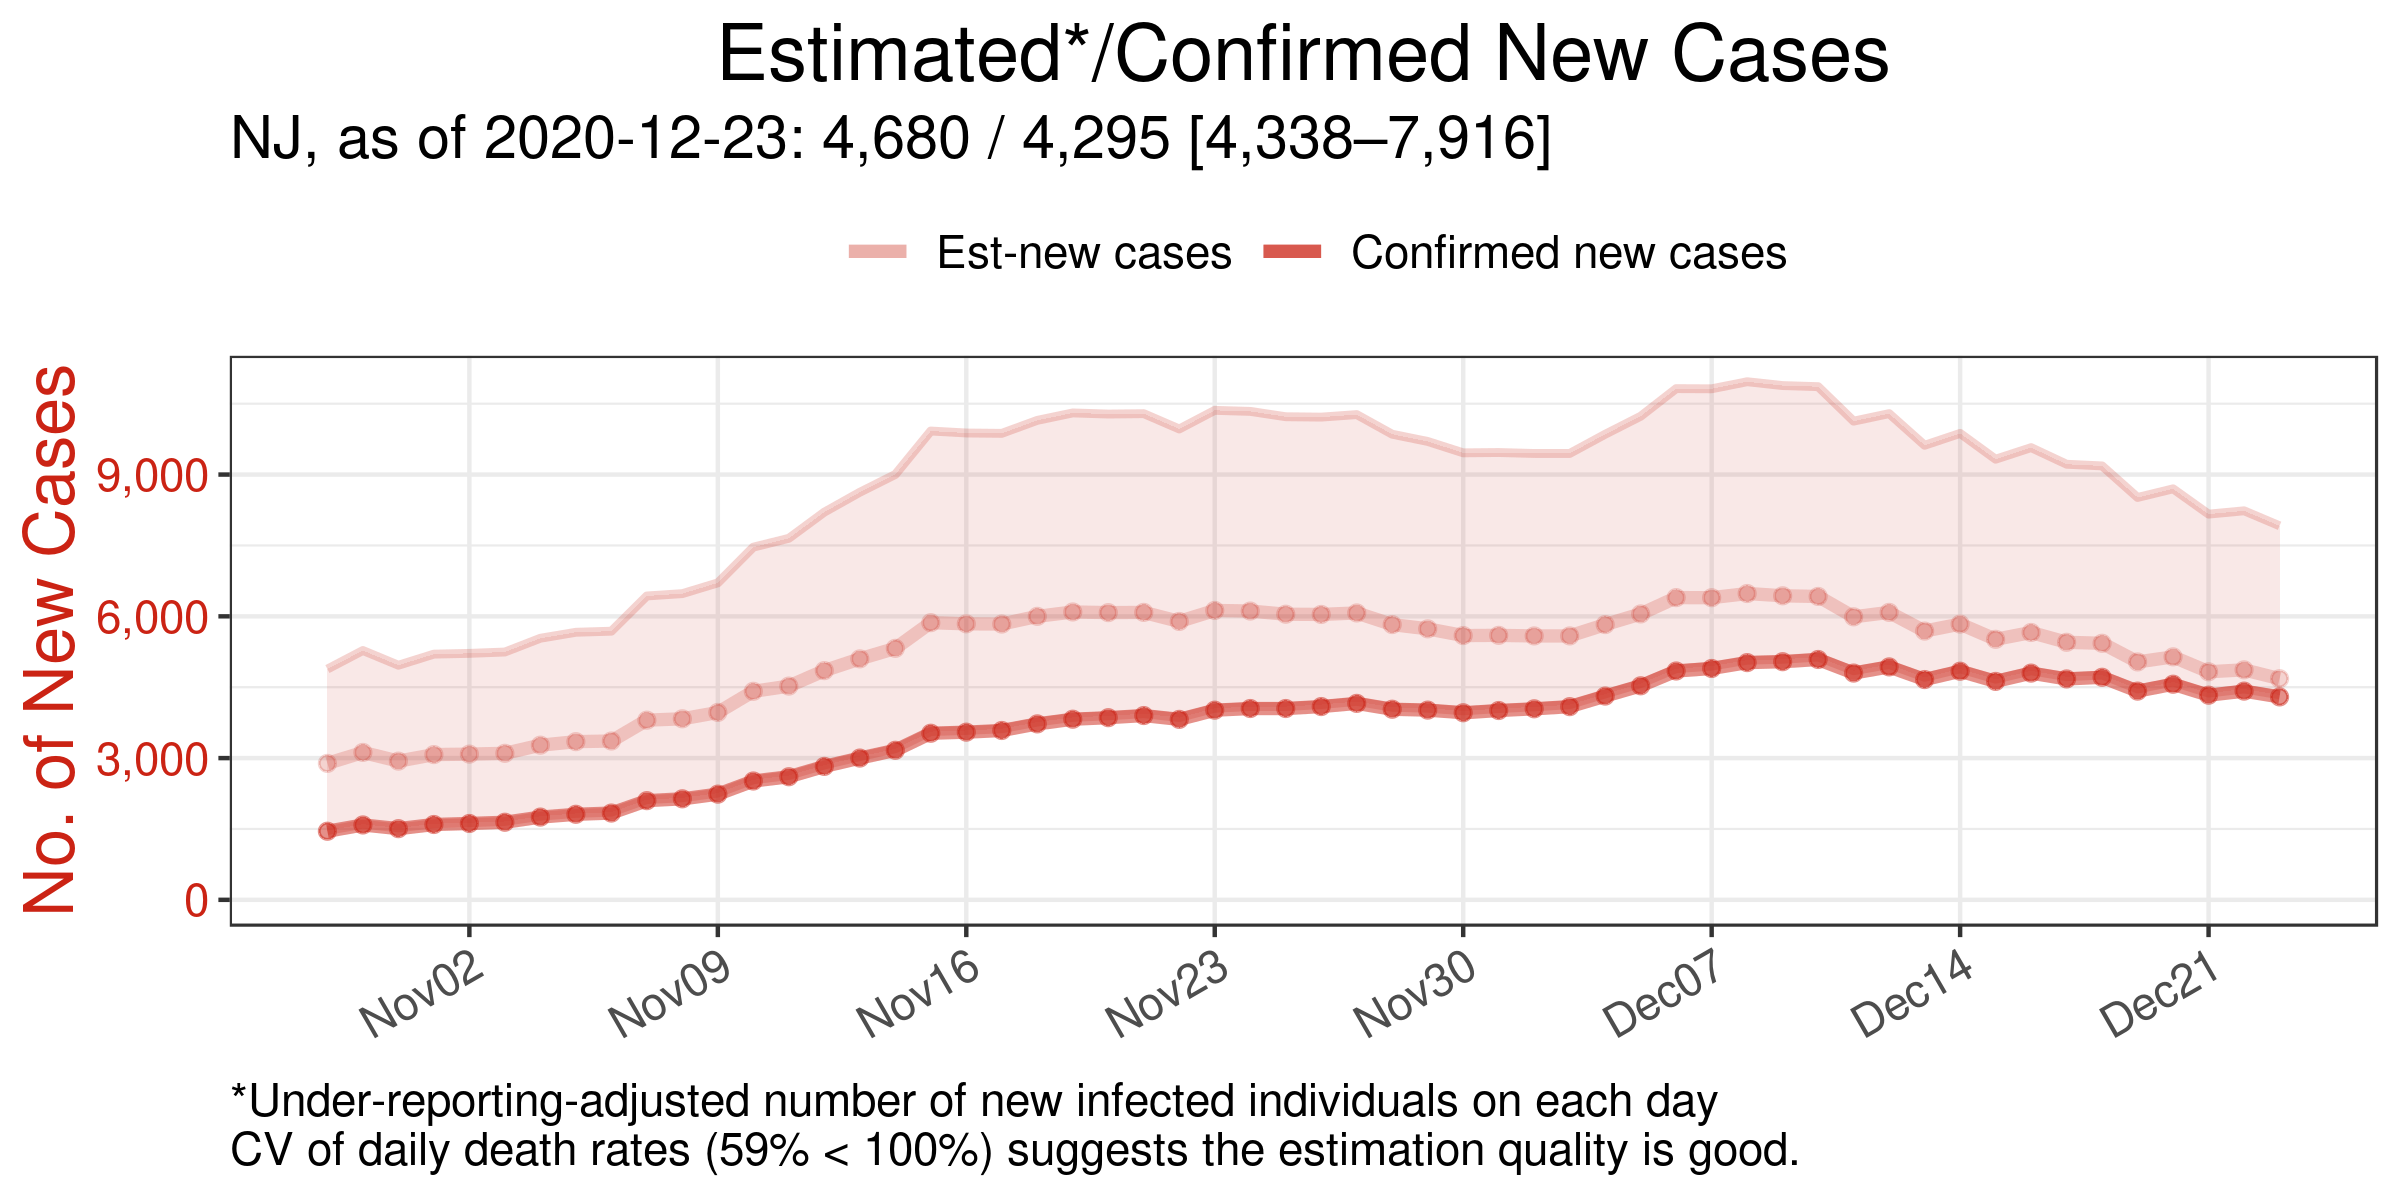 Estimated*/Confirmed New Cases
NJ, as of 2020-12-23: 4,680 / 4,295 [4,338–7,916]
Est-new cases
Confirmed new cases
No. of New Cases
9,000
6,000
3,000
0
Nov02
Nov09
Nov16
Nov23
Nov30
Dec07
Dec14
Dec21
*Under-reporting-adjusted number of new infected individuals on each day
CV of daily death rates (59% < 100%) suggests the estimation quality is good.